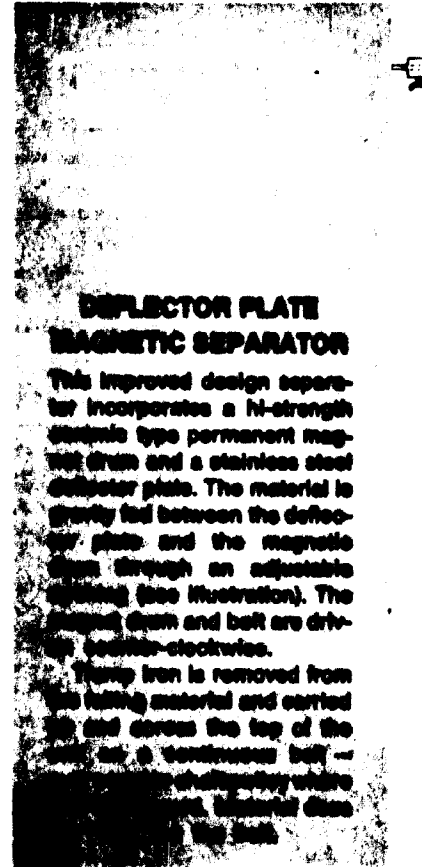 DEFLECTOR PLATE
MAGNETIC SEPARATOR
This improved design separa-
tor incorporates a hi-strength
ceramic type permanent mag-
net drum and a stainless steel
deflector plate. The material is
gravity fed between the deflec-
tor plate and the magnetic
drum through an adjustable
opening (see illustration). The
drum and belt are driv-
en counter-clockwise.
Tramp iron is removed from
the falling material and carried
up and across the top of the
a continuous belt —
material
the